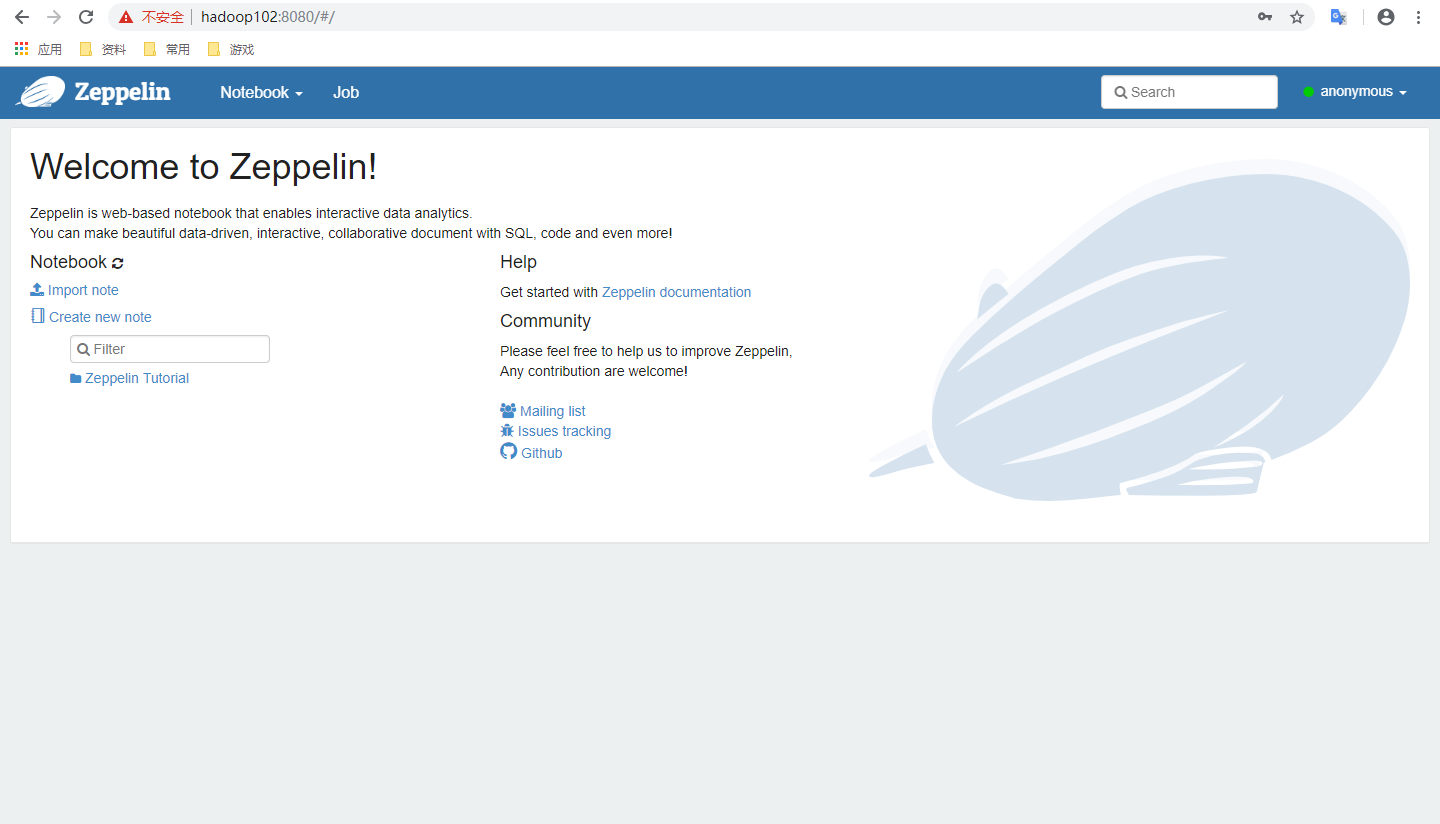 不安全 hadoop102:8080/#/
应用 资料 常用 游戏
Zeppelin Notebook Job Search anonymous
Welcome to Zeppelin!
Zeppelin is web-based notebook that enables interactive data analytics.
You can make beautiful data-driven, interactive, collaborative document with SQL, code and even more!
Notebook
Import note
Create new note
Filter
Zeppelin Tutorial
Help
Get started with Zeppelin documentation
Community
Please feel free to help us to improve Zeppelin,
Any contribution are welcome!
Mailing list
Issues tracking
Github